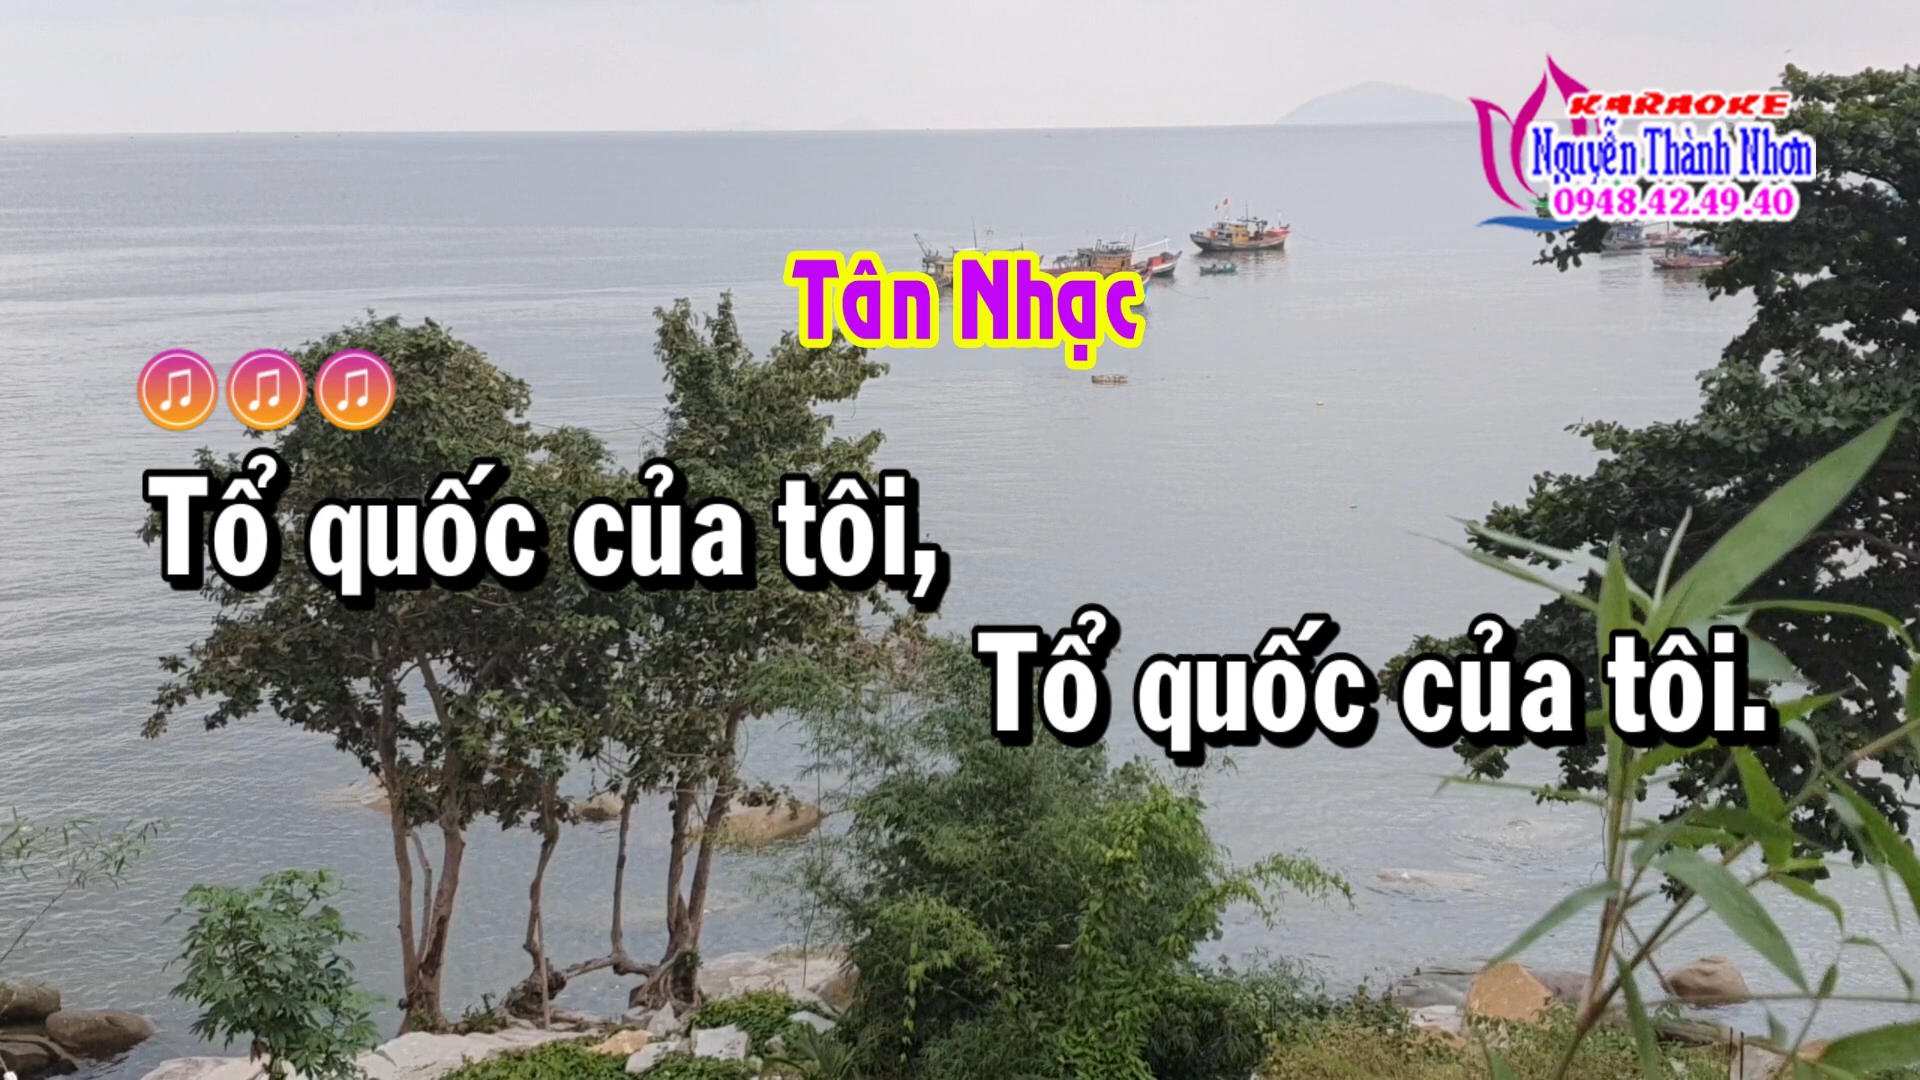 KARAOKE
Nguyễn Thành Nhơn
0948.42.49.40
Tân Nhạc
Tổ quốc của tôi,
Tổ quốc của tôi.